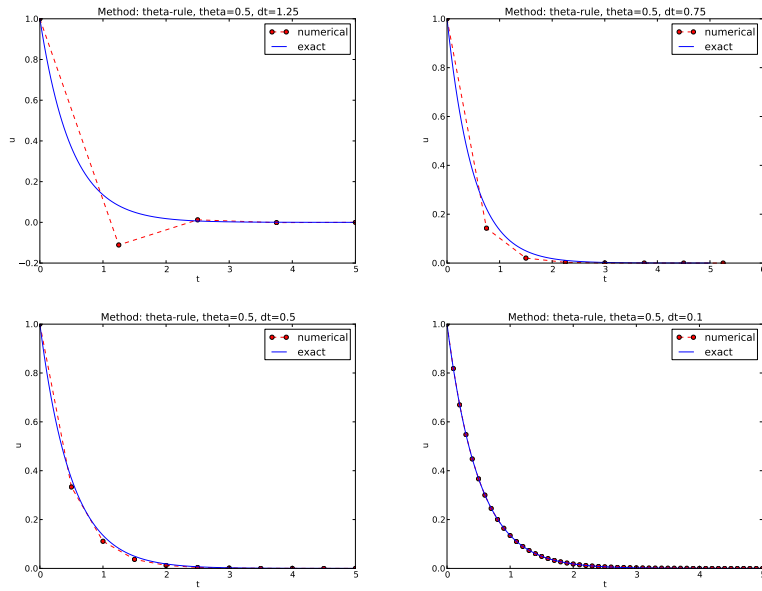 Method: theta-rule, theta=0.5, dt=1.25
1.0
0.8
0.6
0.4
0.2
0.0
−0.2
u
numerical
exact
0 1 2 3 4 5
t
Method: theta-rule, theta=0.5, dt=0.75
1.0
0.8
0.6
0.4
0.2
0.0
u
numerical
exact
0 1 2 3 4 5 6
t
Method: theta-rule, theta=0.5, dt=0.5
1.0
0.8
0.6
0.4
0.2
0.0
u
numerical
exact
0 1 2 3 4 5
t
Method: theta-rule, theta=0.5, dt=0.1
1.0
0.8
0.6
0.4
0.2
0.0
u
numerical
exact
0 1 2 3 4 5
t